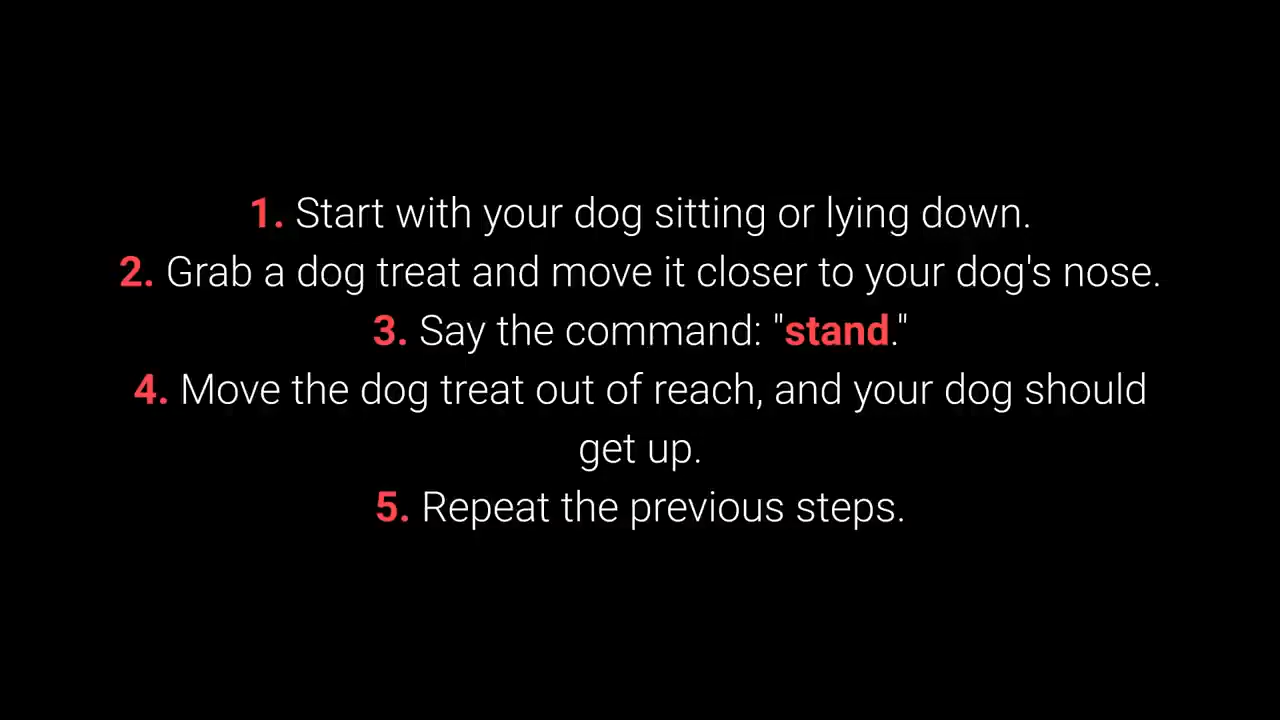 1. Start with your dog sitting or lying down.
2. Grab a dog treat and move it closer to your dog's nose.
3. Say the command: "stand."
4. Move the dog treat out of reach, and your dog should
get up.
5. Repeat the previous steps.